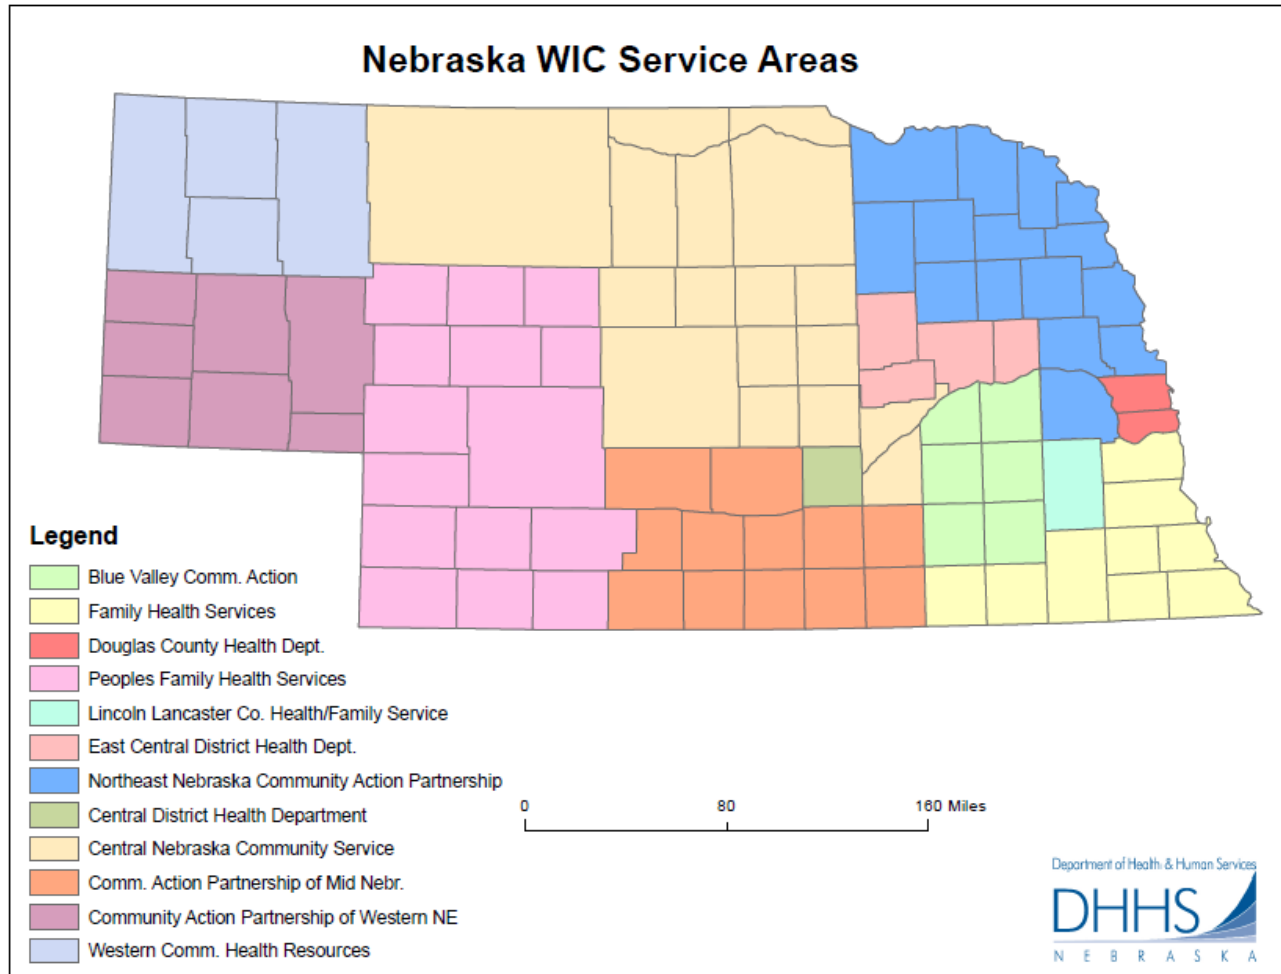 Nebraska WIC Service Areas
Legend
Blue Valley Comm. Action
Family Health Services
Douglas County Health Dept.
Peoples Family Health Services
Lincoln Lancaster Co. Health/Family Service
East Central District Health Dept.
Northeast Nebraska Community Action Partnership
Central District Health Department
Central Nebraska Community Service
Comm. Action Partnership of Mid Nebr.
Community Action Partnership of Western NE
Western Comm. Health Resources
0 80 160 Miles
Department of Health & Human Services
DHHS
NEBRASKA